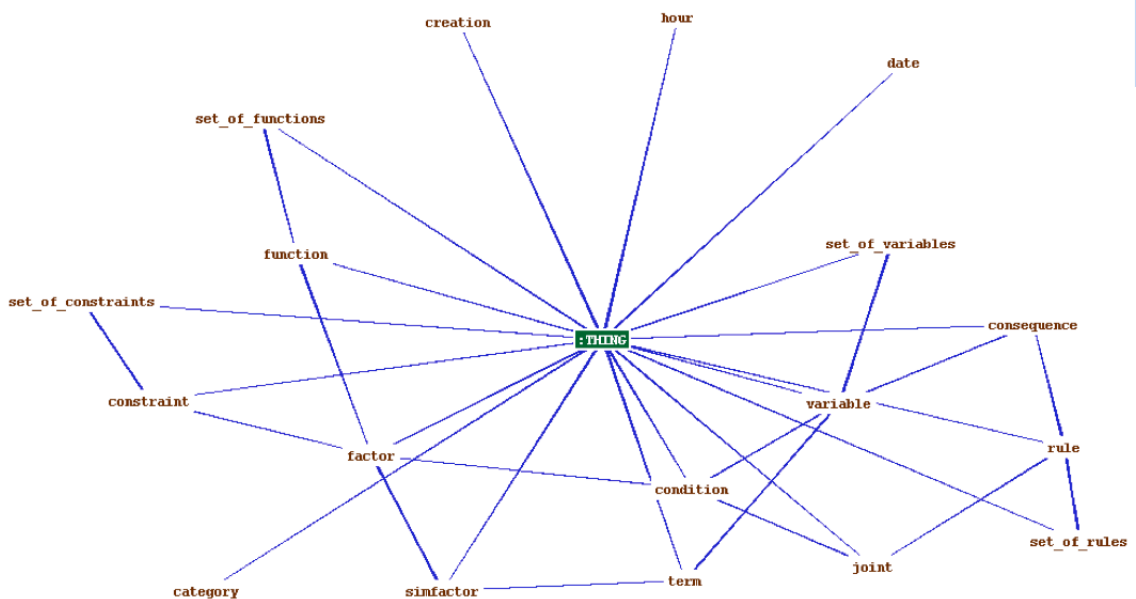 creation
hour
date
set_of_functions
function
set_of_variables
set_of_constraints
consequence
:THING
constraint
variable
factor
rule
condition
set_of_rules
joint
term
category
simfactor